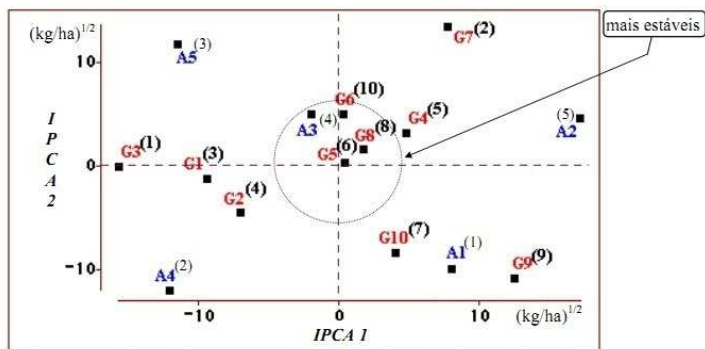 mais estáveis
(kg/ha)^1/2
10
0
-10
IPCA2
A5(3)
G7(2)
G6(10)
A3(4)
G4(5)
G8(8)
G5(6)
(5)
A2
G3(1)
G1(3)
G2(4)
G10(7)
A1(1)
G9(9)
A4(2)
-10
0
10
(kg/ha)^1/2
IPCA 1